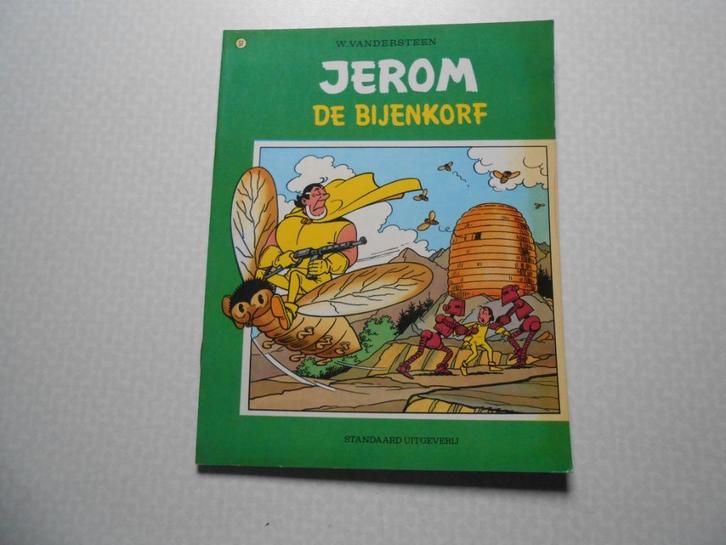 W. VANDERSTEEN
JEROM
DE BIJENKORF
STANDAARD UITGEVERIJ